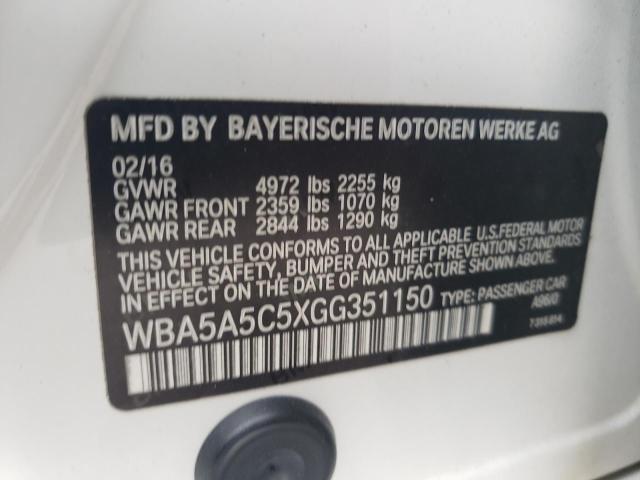 MFD BY BAYERISCHE MOTOREN WERKE AG
02/16
GVWR 4972 lbs 2255 kg
GAWR FRONT 2359 lbs 1070 kg
GAWR REAR 2844 lbs 1290 kg
THIS VEHICLE CONFORMS TO ALL APPLICABLE U.S.FEDERAL MOTOR
VEHICLE SAFETY, BUMPER AND THEFT PREVENTION STANDARDS
IN EFFECT ON THE DATE OF MANUFACTURE SHOWN ABOVE.
WBA5A5C5XGG351150 TYPE: PASSENGER CAR
A96/0